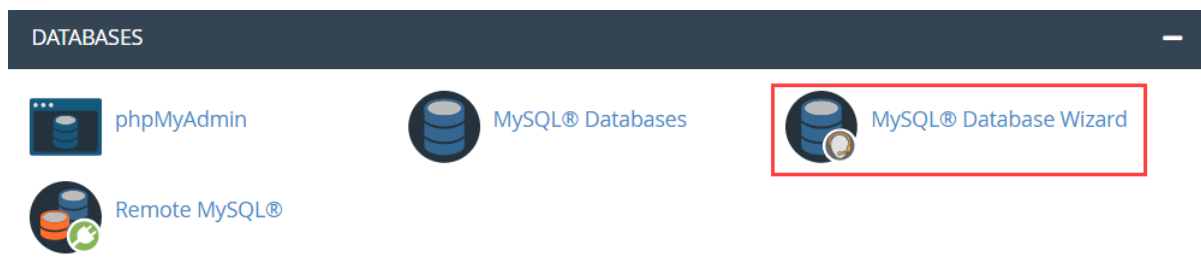 DATABASES
phpMyAdmin
MySQL® Databases
MySQL® Database Wizard
Remote MySQL®